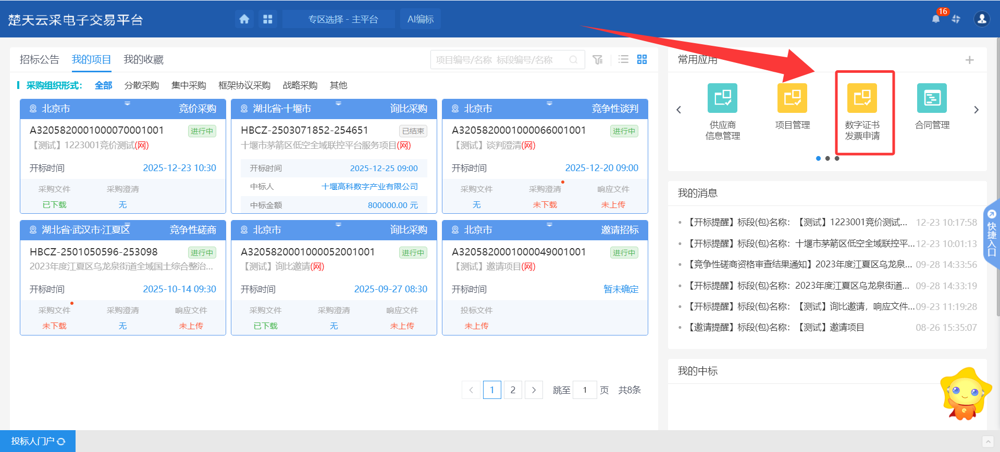 楚天云采电子交易平台
专区选择 - 主平台
AI编标
16
招标公告 我的项目 我的收藏
项目编号/名称 标段编号/名称
采购组织形式： 全部 分散采购 集中采购 框架协议采购 战略采购 其他
北京市 竞价采购
A3205820001000070001001 进行中
【测试】1223001竞价测试(网)
开标时间 2025-12-23 10:30
采购文件 采购澄清
已下载 无
湖北省·十堰市 询比采购
HBCZ-2503071852-254651 已结束
十堰市茅箭区低空全域联控平台服务项目(网)
开标时间 2025-12-25 09:00
中标人 十堰高科数字产业有限公司
中标金额 800000.00 元
北京市 竞争性谈判
A3205820001000066001001 进行中
【测试】谈判澄清(网)
开标时间 2025-12-20 09:00
采购文件 采购澄清 响应文件
无 未下载 未上传
湖北省·武汉市·江夏区 竞争性磋商
HBCZ-2501050596-253098 进行中
2023年度江夏区乌龙泉街道全域国土综合整治...
开标时间 2025-10-14 09:30
采购文件 采购澄清 响应文件
未下载 无 未上传
北京市 询比采购
A3205820001000052001001 进行中
【测试】询比邀请(网)
开标时间 2025-09-27 08:30
采购文件 采购澄清 响应文件
已下载 无 未上传
北京市 邀请招标
A3205820001000049001001 进行中
【测试】邀请项目(网)
开标时间 暂未确定
投标文件
未上传
1 2 跳至 1 页 共8条
常用应用
供应商
信息管理
项目管理
数字证书
发票申请
合同管理
我的消息
【开标提醒】标段(包)名称：【测试】1223001竞价测试... 12-23 10:17:58
【开标提醒】标段(包)名称：十堰市茅箭区低空全域联控平... 12-23 10:01:13
【竞争性磋商资格审查结果通知】2023年度江夏区乌龙泉... 09-28 14:33:56
【开标提醒】标段(包)名称：2023年度江夏区乌龙泉街道... 09-28 14:33:19
【开标提醒】标段(包)名称：【测试】询比邀请，响应文件... 09-23 11:19:28
【邀请提醒】标段(包)名称：【测试】邀请项目 08-26 15:35:07
快捷入口
我的中标
投标人门户